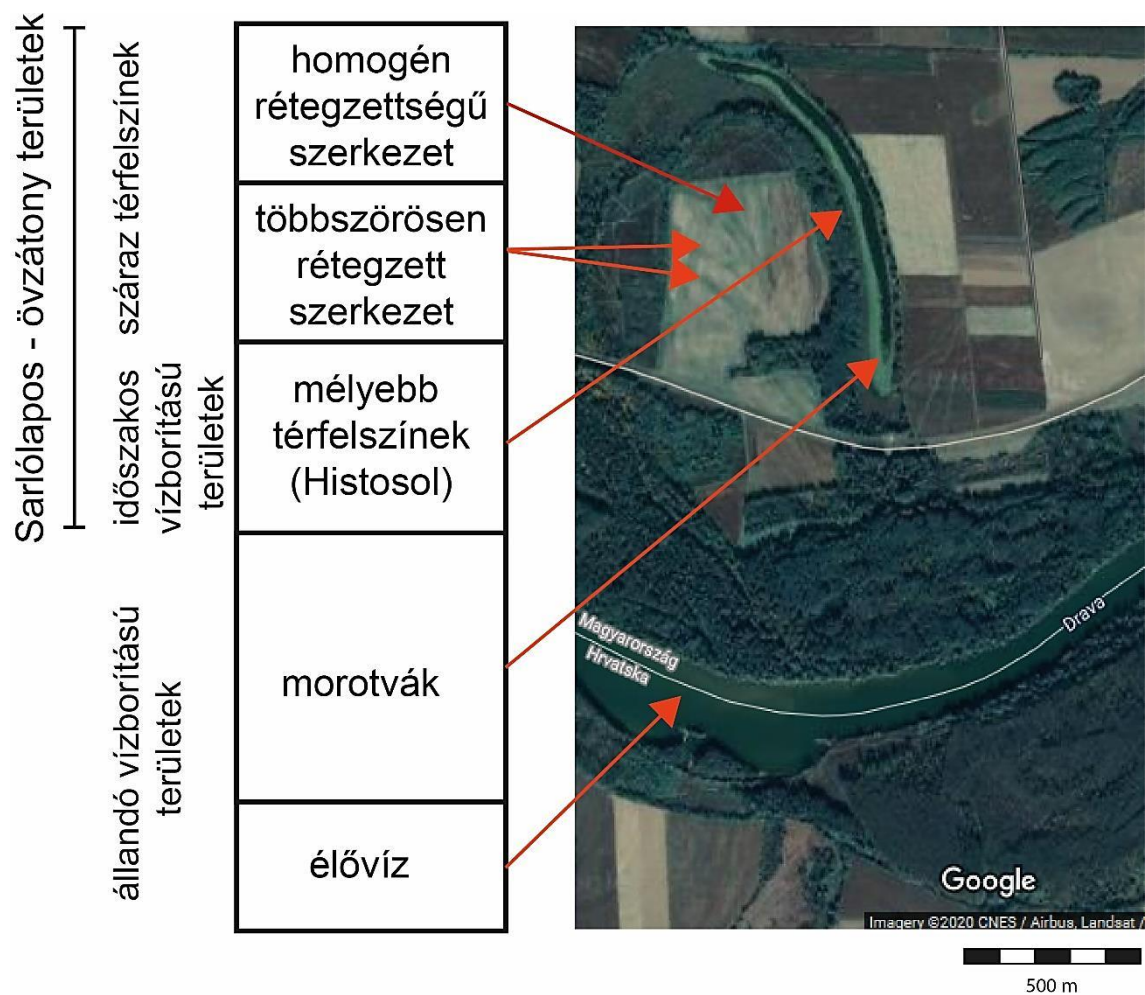 Sarlólapos - övzátony területek
száraz térfelszínek
időszakos
vízborítású
területek
állandó vízborítású
területek
homogén
rétegzettségű
szerkezet
többszörösen
rétegzett
szerkezet
mélyebb
térfelszínek
(Histosol)
morotvák
élővíz
Magyarország
Hrvatska
Drava
Google
Imagery ©2020 CNES / Airbus, Landsat /
500 m